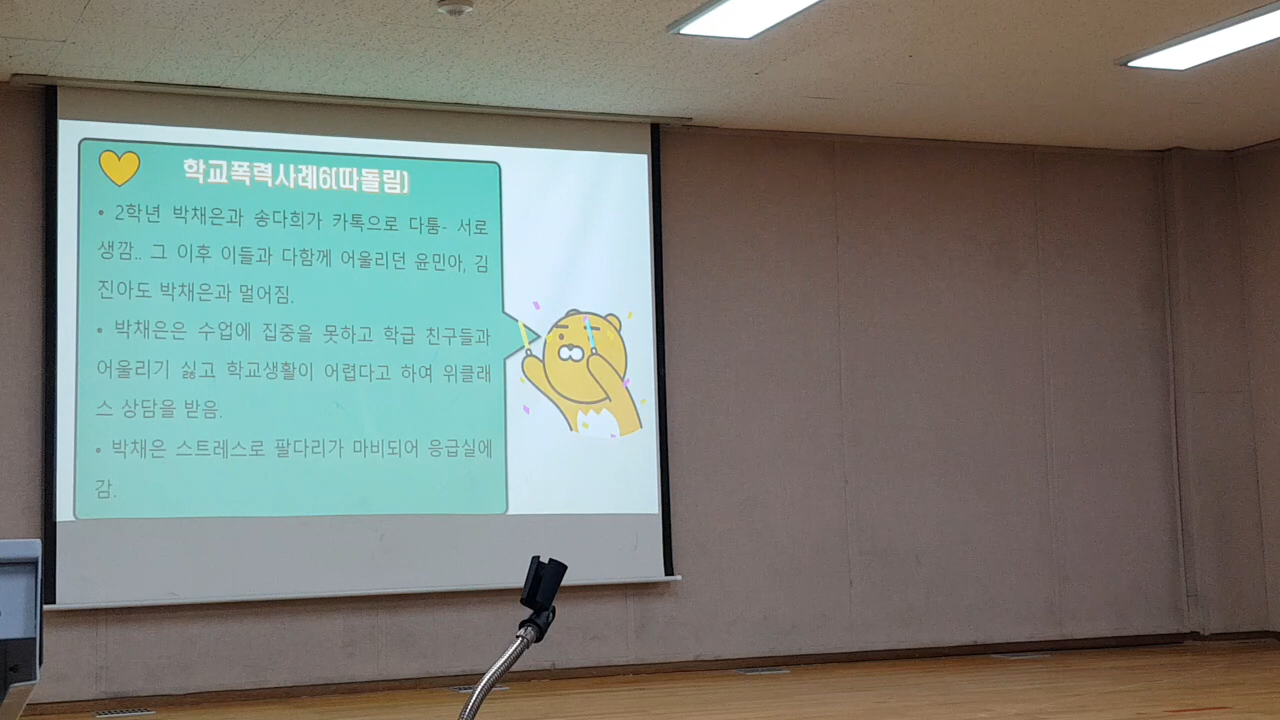 학교폭력사례6(따돌림)
• 2학년 박채은과 송다희가 카톡으로 다툼- 서로
생깜.. 그 이후 이들과 다함께 어울리던 윤민아, 김
진아도 박채은과 멀어짐.
• 박채은은 수업에 집중을 못하고 학급 친구들과
어울리기 싫고 학교생활이 어렵다고 하여 위클래
스 상담을 받음.
• 박채은 스트레스로 팔다리가 마비되어 응급실에
감.